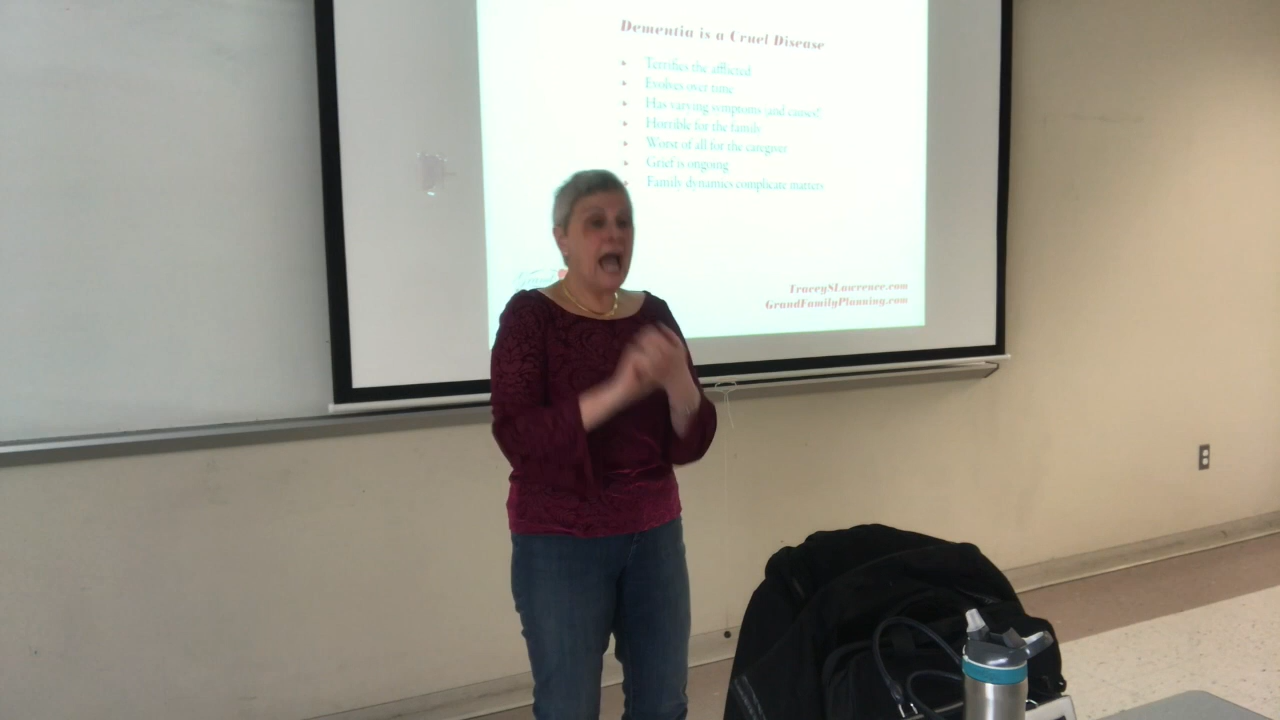 Dementia is a Cruel Disease
Terrifies the afflicted
Evolves over time
Has varying symptoms (and causes!)
Horrible for the family
Worst of all for the caregiver
Grief is ongoing
Family dynamics complicate matters
TraceySLawrence.com
GrandFamilyPlanning.com